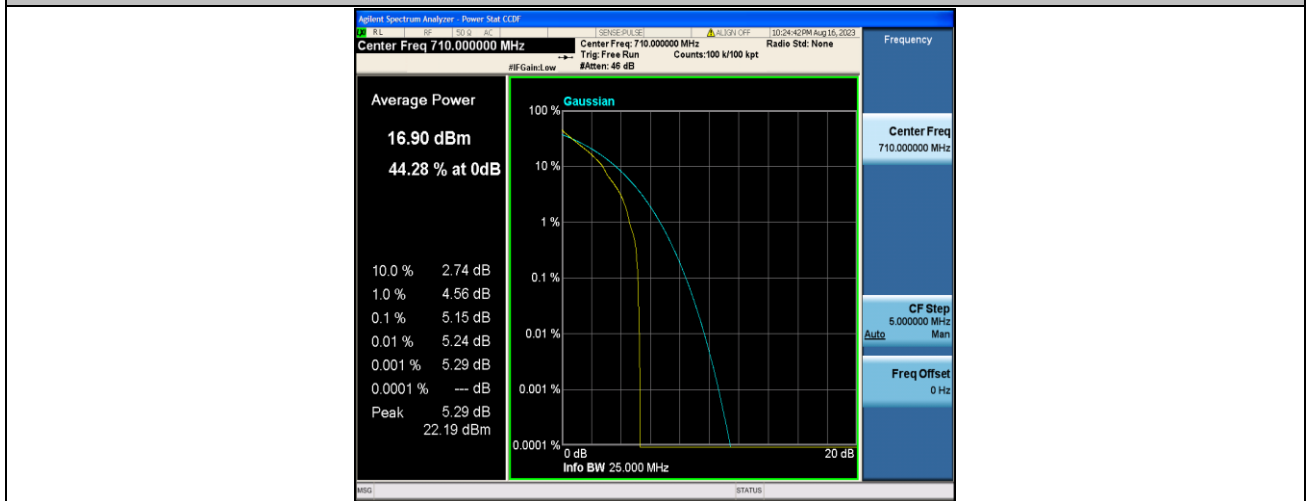 Agilent Spectrum Analyzer - Power Stat CCDF
RL RF 50 Ω AC SENSE:PULSE ALIGN OFF 10:24:42PM Aug 16, 2023
Center Freq 710.000000 MHz
Center Freq: 710.000000 MHz Radio Std: None
Trig: Free Run Counts:100 k/100 kpt
#IFGain:Low #Atten: 46 dB
Frequency
Average Power
16.90 dBm
44.28 % at 0dB
10.0 % 2.74 dB
1.0 % 4.56 dB
0.1 % 5.15 dB
0.01 % 5.24 dB
0.001 % 5.29 dB
0.0001 % --- dB
Peak 5.29 dB
22.19 dBm
Gaussian
100 %
10 %
1 %
0.1 %
0.01 %
0.001 %
0.0001 %
0 dB 20 dB
Info BW 25.000 MHz
Center Freq
710.000000 MHz
CF Step
5.000000 MHz
Auto Man
Freq Offset
0 Hz
MSG STATUS